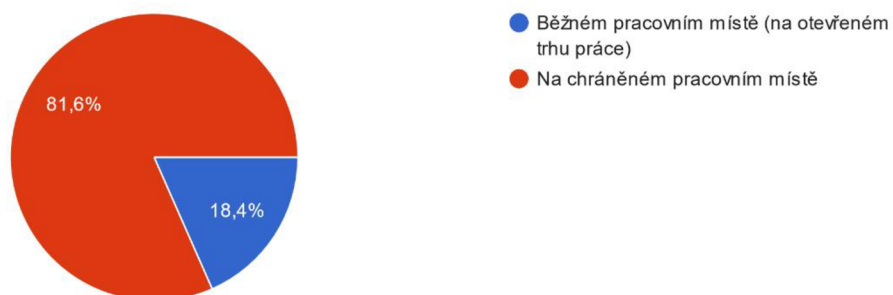 Běžném pracovním místě (na otevřeném
trhu práce)
Na chráněném pracovním místě
81,6%
18,4%